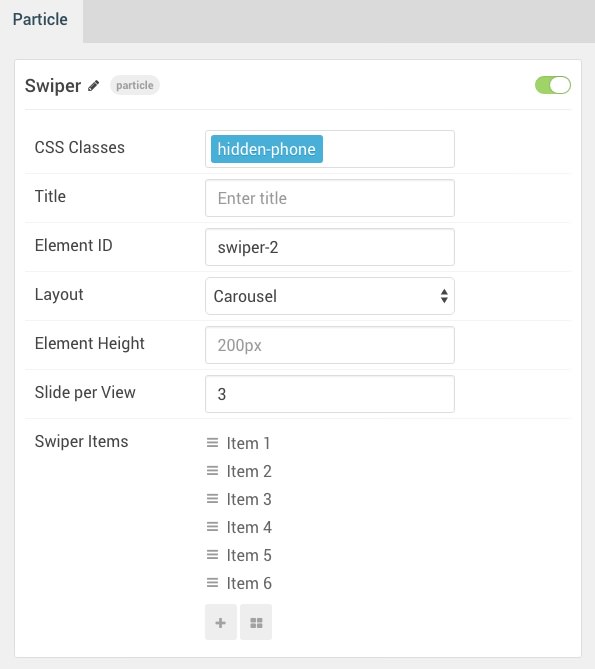 Particle
Swiper particle
CSS Classes hidden-phone
Title Enter title
Element ID swiper-2
Layout Carousel
Element Height 200px
Slide per View 3
Swiper Items Item 1
Item 2
Item 3
Item 4
Item 5
Item 6